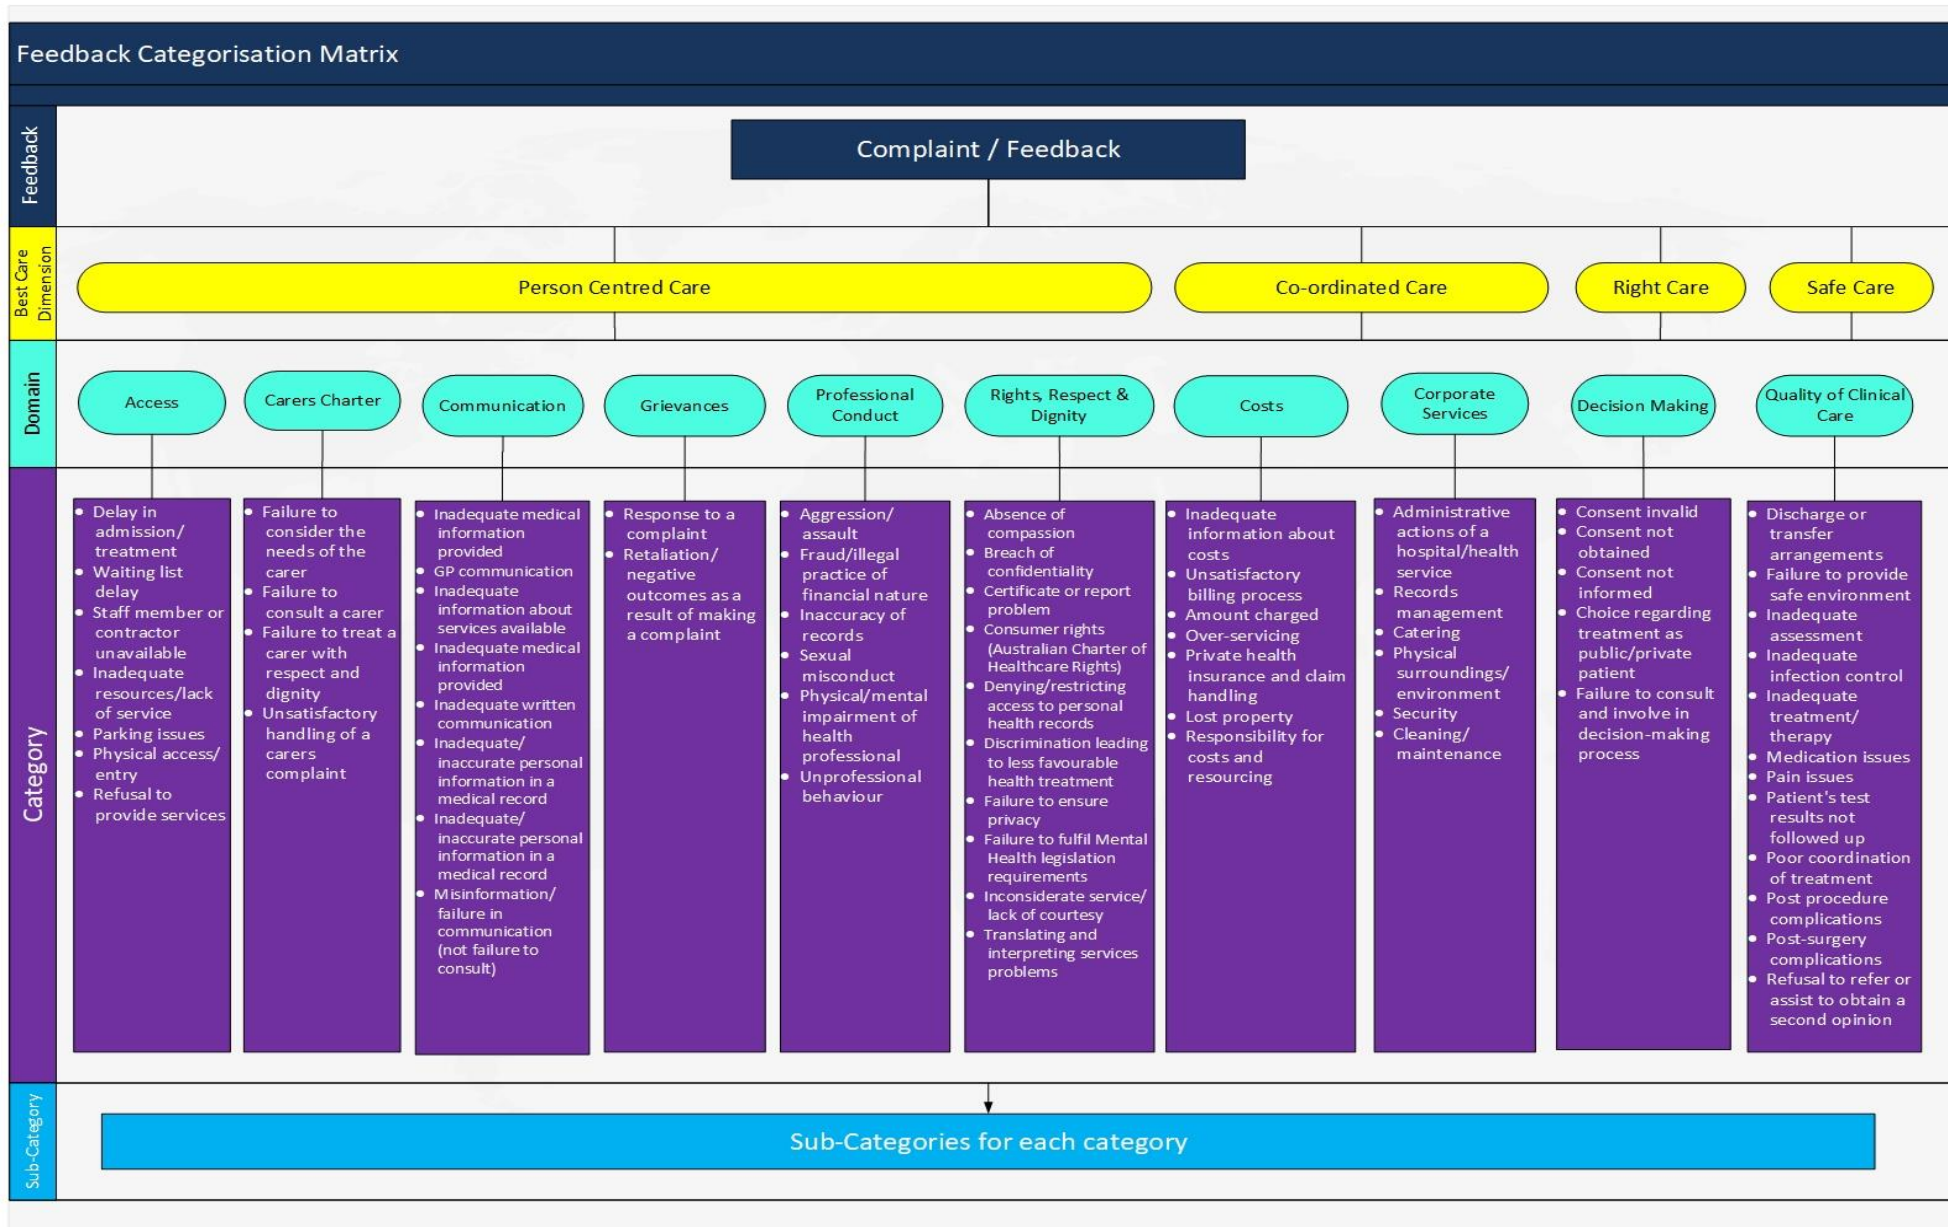 Feedback Categorisation Matrix
Feedback
Complaint / Feedback
Best Care
Dimension
Person Centred Care
Co-ordinated Care
Right Care
Safe Care
Domain
Access
Carers Charter
Communication
Grievances
Professional
Conduct
Rights, Respect &
Dignity
Costs
Corporate
Services
Decision Making
Quality of Clinical
Care
Category
• Delay in
admission/
treatment
• Waiting list
delay
• Staff member or
contractor
unavailable
• Inadequate
resources/lack
of service
• Parking issues
• Physical access/
entry
• Refusal to
provide services
• Failure to
consider the
needs of the
carer
• Failure to
consult a carer
• Failure to treat a
carer with
respect and
dignity
• Unsatisfactory
handling of a
carers
complaint
• Inadequate medical
information
provided
• GP communication
• Inadequate
information about
services available
• Inadequate medical
information
provided
• Inadequate written
communication
• Inadequate/
inaccurate personal
information in a
medical record
• Inadequate/
inaccurate personal
information in a
medical record
• Misinformation/
failure in
communication
(not failure to
consult)
• Response to a
complaint
• Retaliation/
negative
outcomes as a
result of making
a complaint
• Aggression/
assault
• Fraud/illegal
practice of
financial nature
• Inaccuracy of
records
• Sexual
misconduct
• Physical/mental
impairment of
health
professional
• Unprofessional
behaviour
• Absence of
compassion
• Breach of
confidentiality
• Certificate or report
problem
• Consumer rights
(Australian Charter of
Healthcare Rights)
• Denying/restricting
access to personal
health records
• Discrimination leading
to less favourable
health treatment
• Failure to ensure
privacy
• Failure to fulfil Mental
Health legislation
requirements
• Inconsiderate service/
lack of courtesy
• Translating and
interpreting services
problems
• Inadequate
information about
costs
• Unsatisfactory
billing process
• Amount charged
• Over-servicing
• Private health
insurance and claim
handling
• Lost property
• Responsibility for
costs and
resourcing
• Administrative
actions of a
hospital/health
service
• Records
management
• Catering
• Physical
surroundings/
environment
• Security
• Cleaning/
maintenance
• Consent invalid
• Consent not
obtained
• Consent not
informed
• Choice regarding
treatment as
public/private
patient
• Failure to consult
and involve in
decision-making
process
• Discharge or
transfer
arrangements
• Failure to provide
safe environment
• Inadequate
assessment
• Inadequate
infection control
• Inadequate
treatment/
therapy
• Medication issues
• Pain issues
• Patient's test
results not
followed up
• Poor coordination
of treatment
• Post procedure
complications
• Post-surgery
complications
• Refusal to refer or
assist to obtain a
second opinion
Sub-Category
Sub-Categories for each category